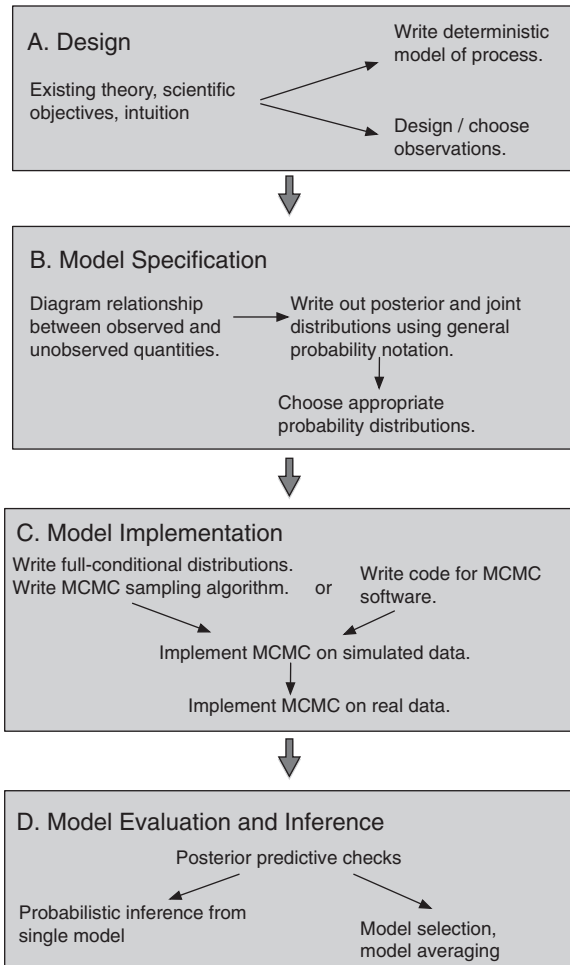 A. Design
Existing theory, scientific
objectives, intuition
Write deterministic
model of process.
Design / choose
observations.
B. Model Specification
Diagram relationship
between observed and
unobserved quantities.
Write out posterior and joint
distributions using general
probability notation.
Choose appropriate
probability distributions.
C. Model Implementation
Write full-conditional distributions.
Write MCMC sampling algorithm.
or
Write code for MCMC
software.
Implement MCMC on simulated data.
Implement MCMC on real data.
D. Model Evaluation and Inference
Posterior predictive checks
Probabilistic inference from
single model
Model selection,
model averaging